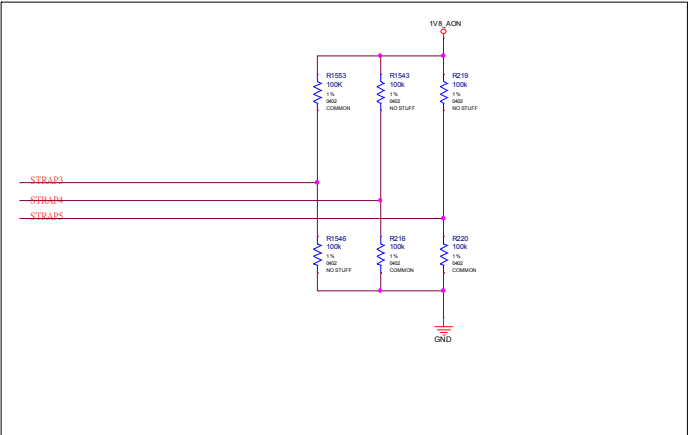 1V8_AON
R1553
100K
1%
0402
COMMON
R1543
100k
1%
0402
NO STUFF
R219
100k
1%
0402
NO STUFF
STRAP3
STRAP4
STRAP5
R1546
100k
1%
0402
NO STUFF
R216
100k
1%
0402
COMMON
R220
100k
1%
0402
COMMON
GND